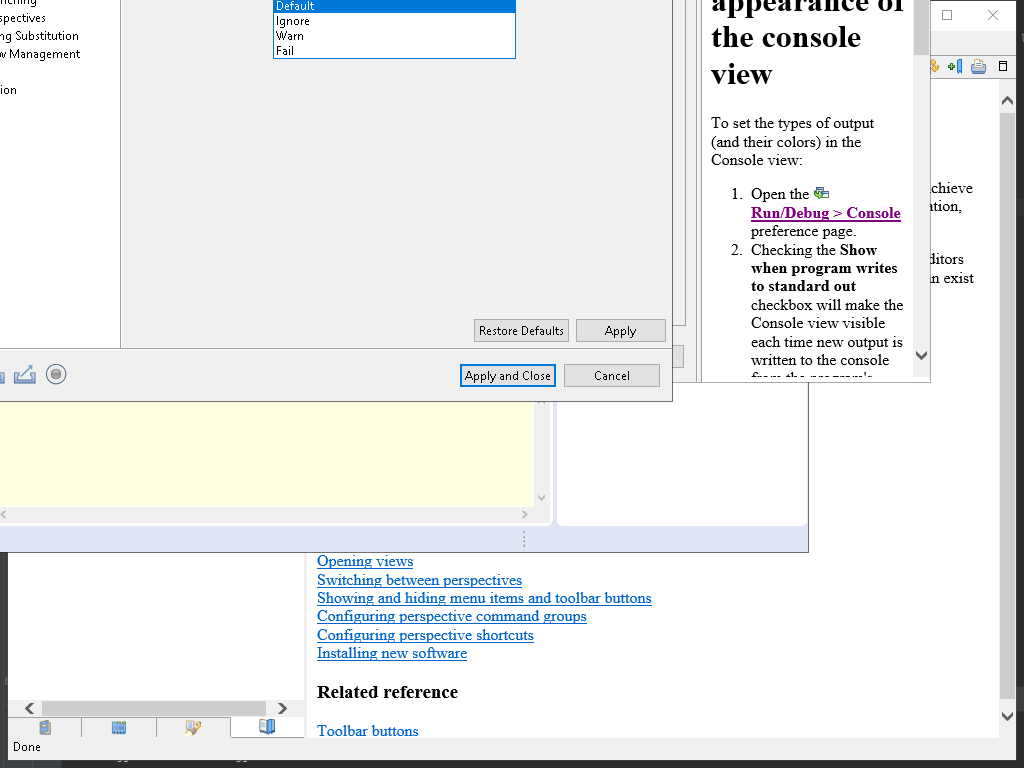 spectives
ng Substitution
w Management
ion
Default
Ignore
Warn
Fail
Restore Defaults
Apply
Apply and Close
Cancel
appearance of
the console
view
To set the types of output
(and their colors) in the
Console view:
1. Open the
Run/Debug > Console
preference page.
2. Checking the Show
when program writes
to standard out
checkbox will make the
Console view visible
each time new output is
written to the console
from the program's
chieve
ation,
ditors
n exist
Opening views
Switching between perspectives
Showing and hiding menu items and toolbar buttons
Configuring perspective command groups
Configuring perspective shortcuts
Installing new software
Related reference
Toolbar buttons
Done